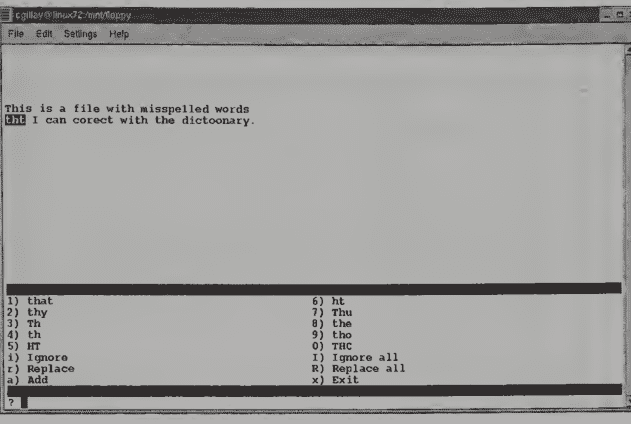 cgillay@linux72:/mnt/floppy
File Edit Settings Help
This is a file with misspelled words
tht I can corect with the dictoonary.
1) that 6) ht
2) thy 7) Thu
3) Th 8) the
4) th 9) tho
5) HT 0) THC
i) Ignore I) Ignore all
r) Replace R) Replace all
a) Add x) Exit
?